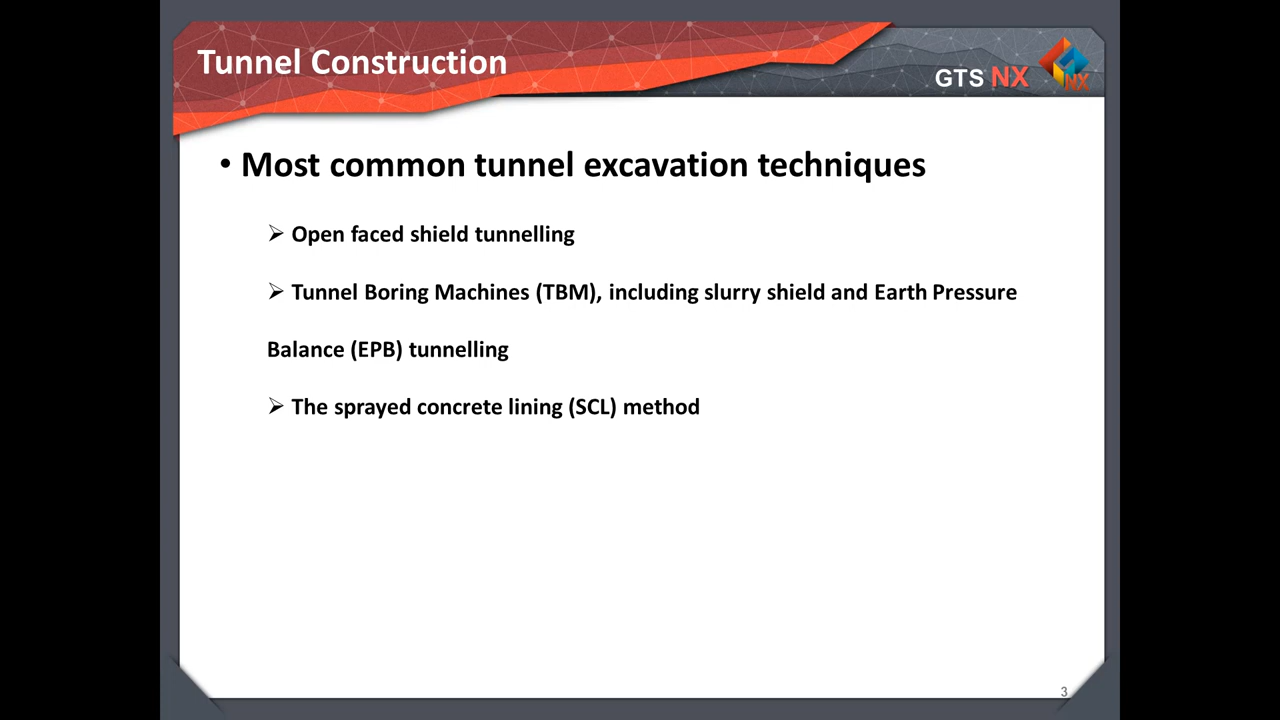 Tunnel Construction
GTS NX
NX
• Most common tunnel excavation techniques
➢ Open faced shield tunnelling
➢ Tunnel Boring Machines (TBM), including slurry shield and Earth Pressure
Balance (EPB) tunnelling
➢ The sprayed concrete lining (SCL) method
3